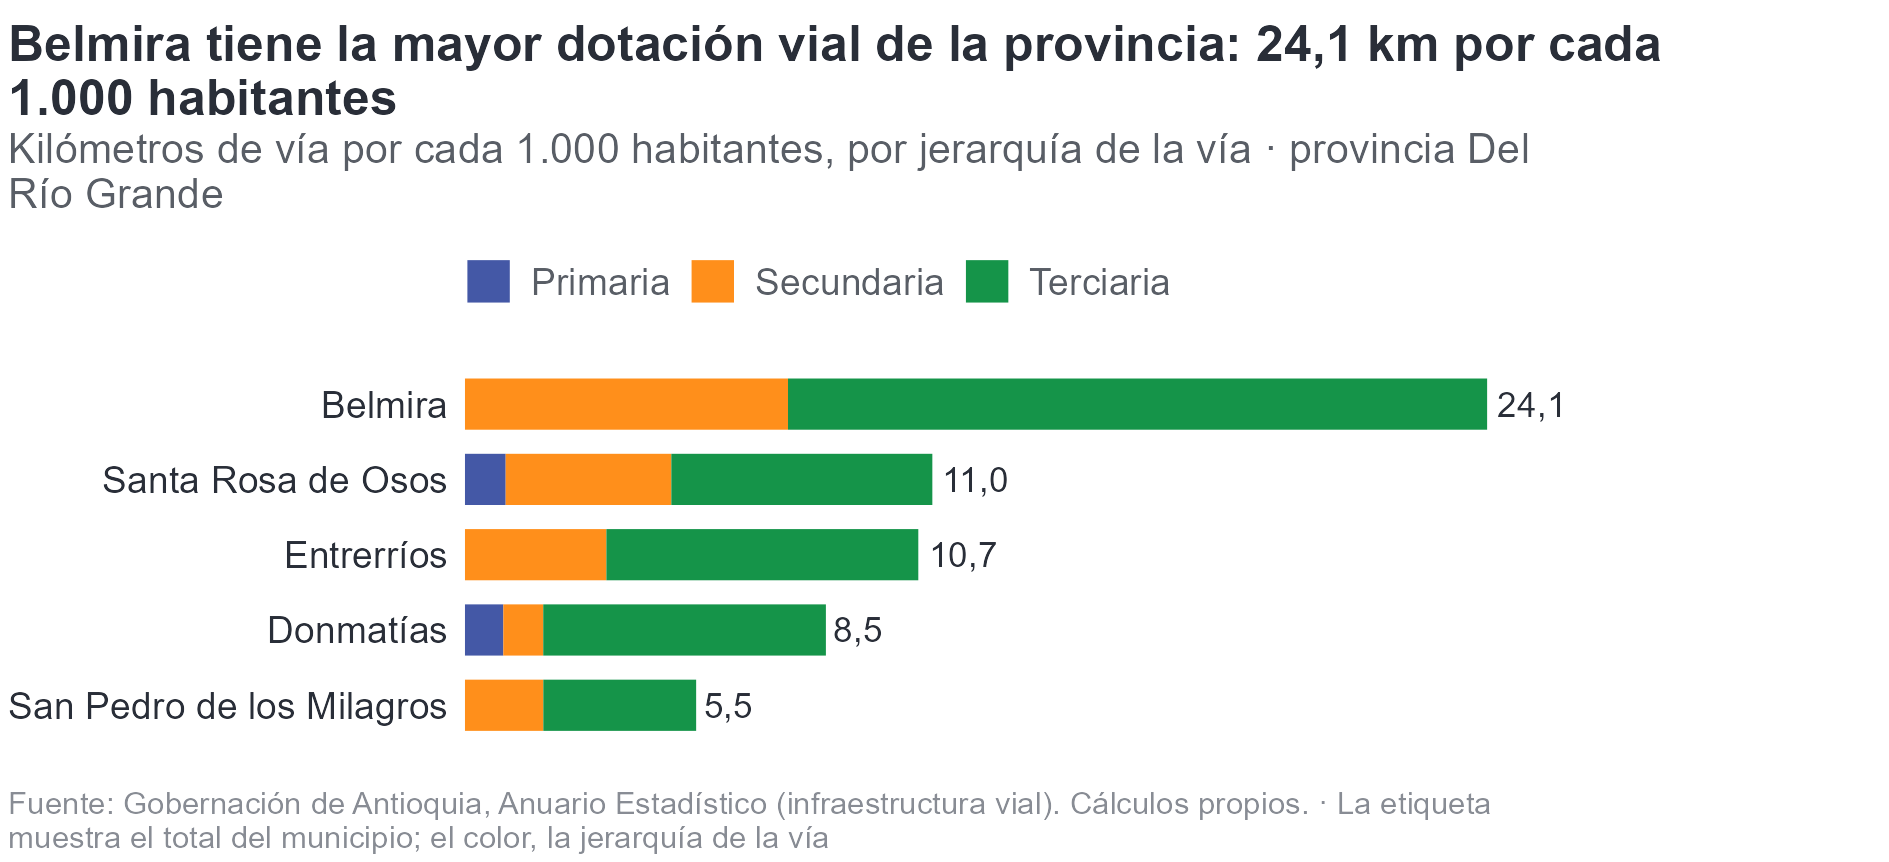 Belmira tiene la mayor dotación vial de la provincia: 24,1 km por cada
1.000 habitantes
Kilómetros de vía por cada 1.000 habitantes, por jerarquía de la vía · provincia Del
Río Grande
Primaria Secundaria Terciaria
Belmira 24,1
Santa Rosa de Osos 11,0
Entrerríos 10,7
Donmatías 8,5
San Pedro de los Milagros 5,5
Fuente: Gobernación de Antioquia, Anuario Estadístico (infraestructura vial). Cálculos propios. · La etiqueta
muestra el total del municipio; el color, la jerarquía de la vía